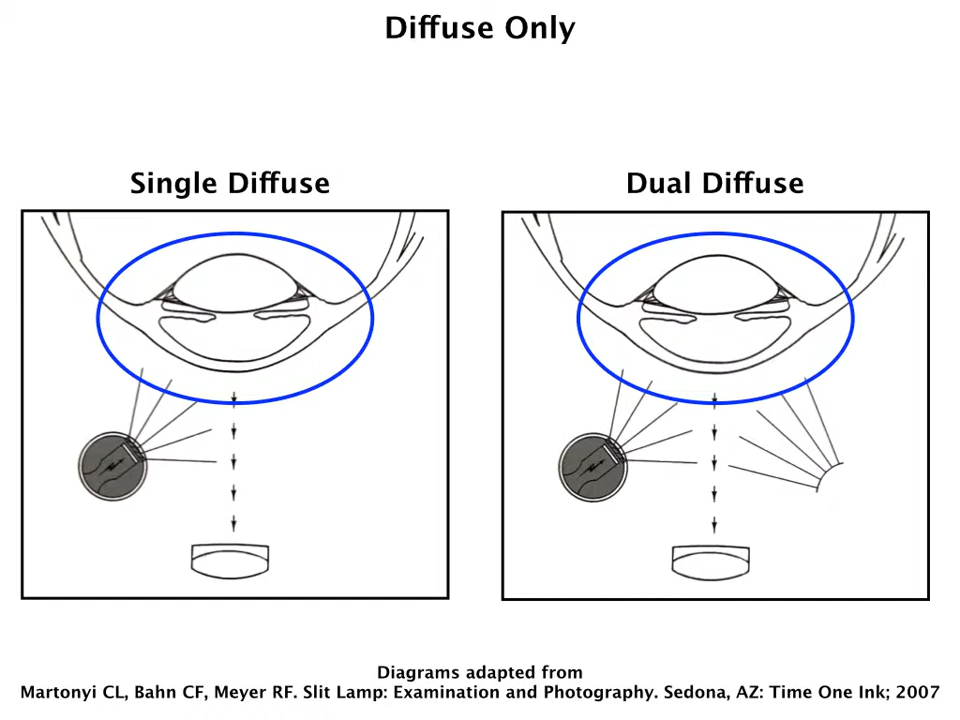 Diffuse Only
Single Diffuse
Dual Diffuse
Diagrams adapted from
Martonyi CL, Bahn CF, Meyer RF. Slit Lamp: Examination and Photography. Sedona, AZ: Time One Ink; 2007